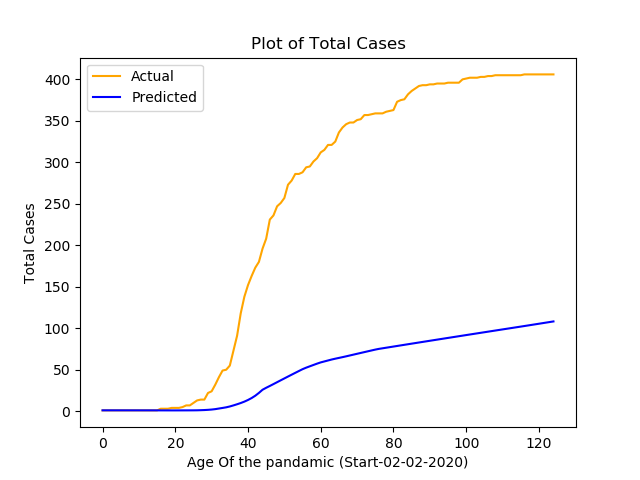 Plot of Total Cases
Actual
Predicted
400
350
300
250
200
150
100
50
0
Total Cases
0 20 40 60 80 100 120
Age Of the pandamic (Start-02-02-2020)